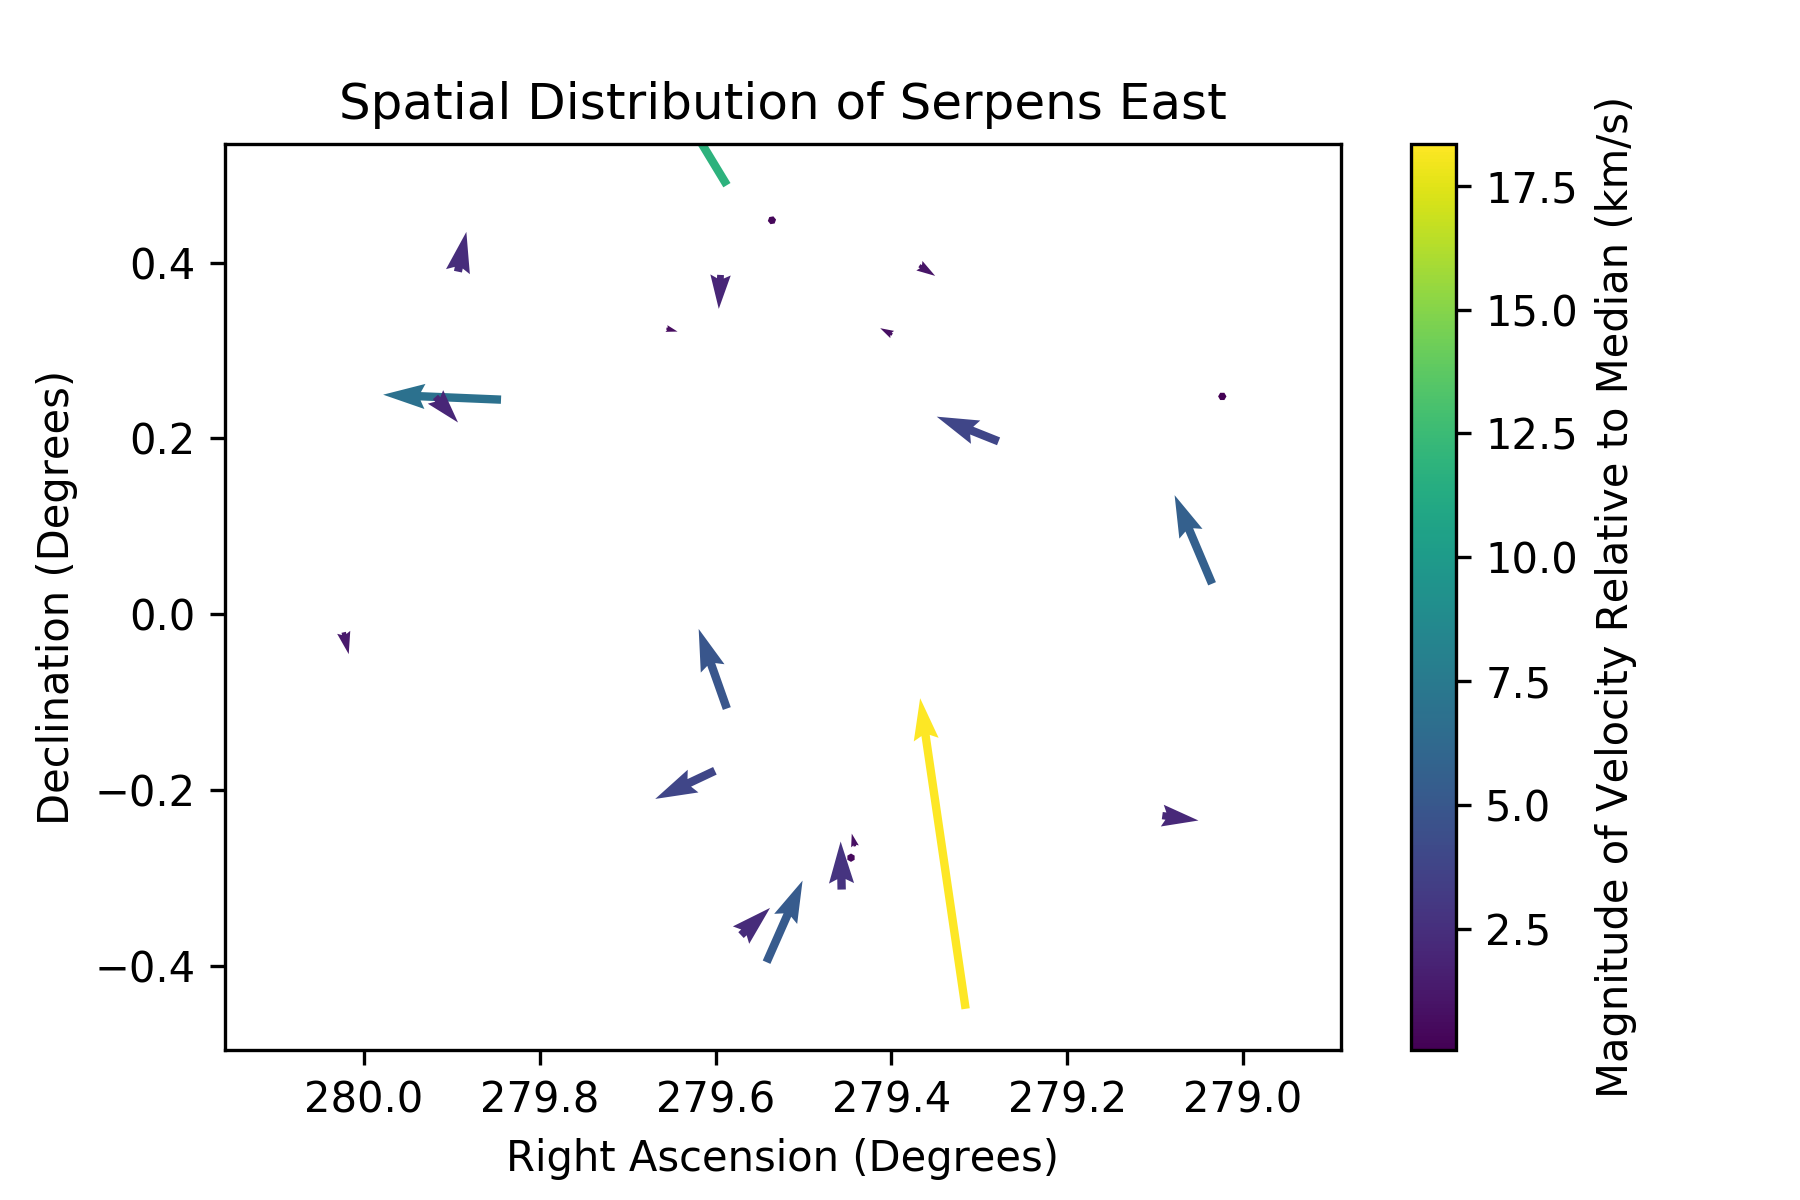 Spatial Distribution of Serpens East
Declination (Degrees)
0.4
0.2
0.0
−0.2
−0.4
280.0 279.8 279.6 279.4 279.2 279.0
Right Ascension (Degrees)
17.5
15.0
12.5
10.0
7.5
5.0
2.5
Magnitude of Velocity Relative to Median (km/s)